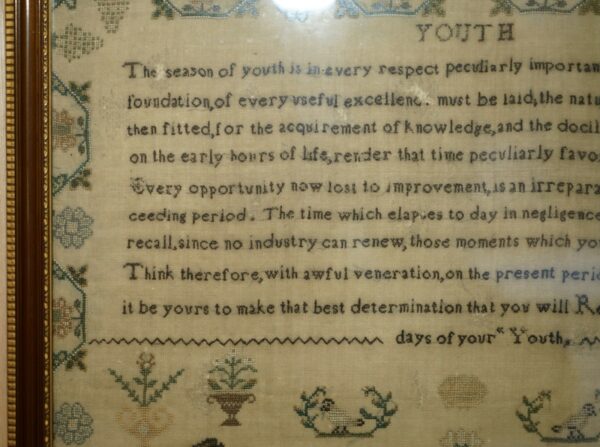 YOUTH
The season of youth is in every respect peculiarly importan
foundation, of every useful excellenc. must be laid, the natu
then fitted, for the acquirement of knowledge, and the docil
on the early hours of life, render that time peculiarly favo
Every opportunity now lost to improvement, is an irrepara
ceeding period. The time which elapses to day in negligence
recall. since no industry can renew, those moments which you
Think therefore, with awful veneration, on the present perio
it be yours to make that best determination that you will Re
days of your " Youth,